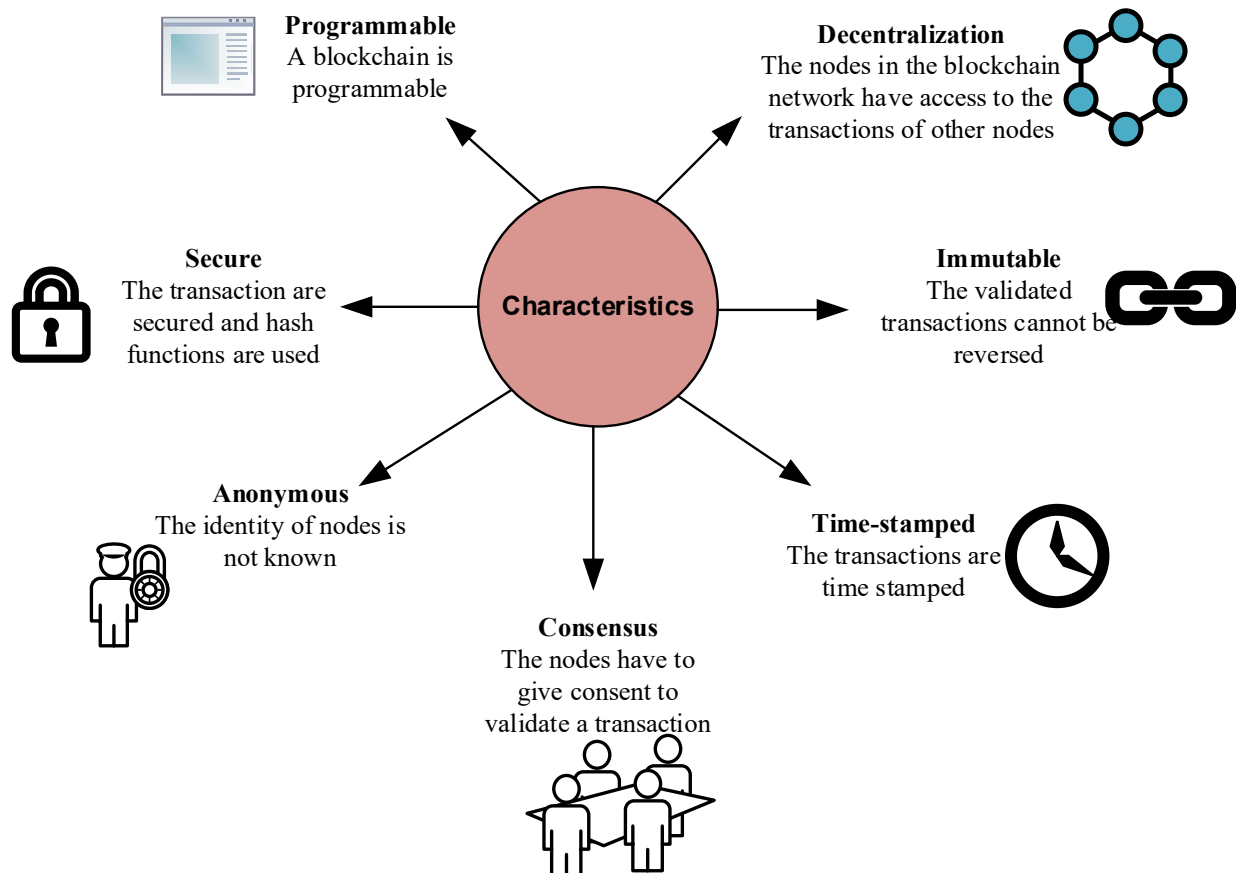 Programmable
A blockchain is
programmable
Decentralization
The nodes in the blockchain
network have access to the
transactions of other nodes
Secure
The transaction are
secured and hash
functions are used
Characteristics
Immutable
The validated
transactions cannot be
reversed
Anonymous
The identity of nodes is
not known
Time-stamped
The transactions are
time stamped
Consensus
The nodes have to
give consent to
validate a transaction